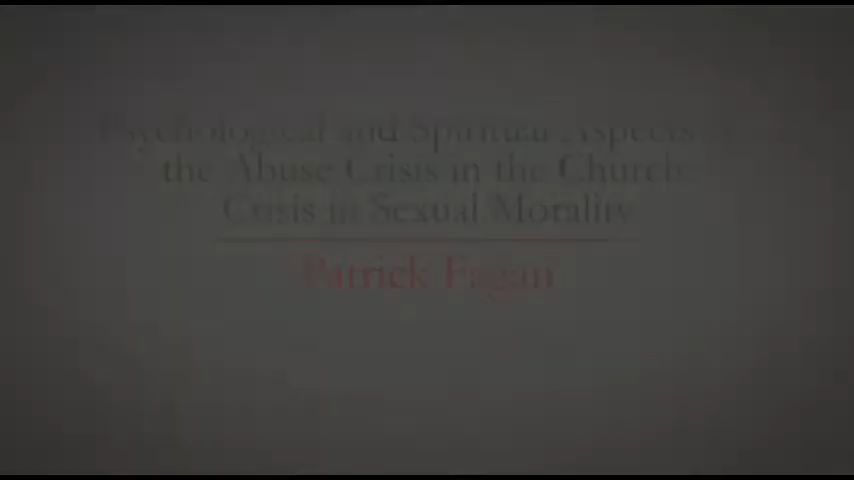 Psychological and Spiritual Aspects
the Abuse Crisis in the Church:
Crisis in Sexual Morality
Patrick Fagan